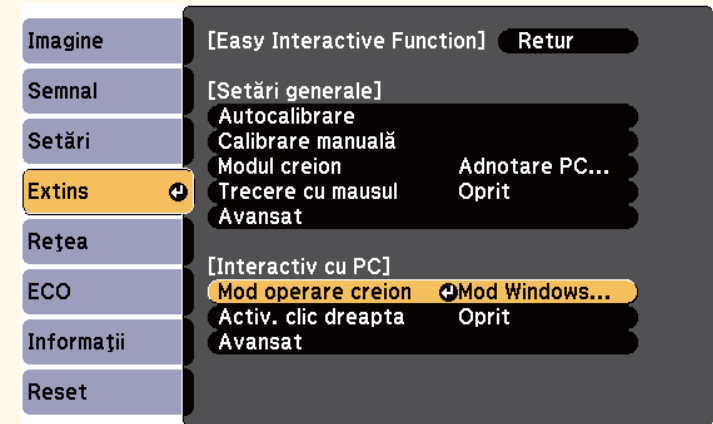 Imagine
Semnal
Setări
Extins
Reţea
ECO
Informaţii
Reset
[Easy Interactive Function] Retur
[Setări generale]
Autocalibrare
Calibrare manuală
Modul creion Adnotare PC...
Trecere cu mausul Oprit
Avansat
[Interactiv cu PC]
Mod operare creion Mod Windows...
Activ. clic dreapta Oprit
Avansat